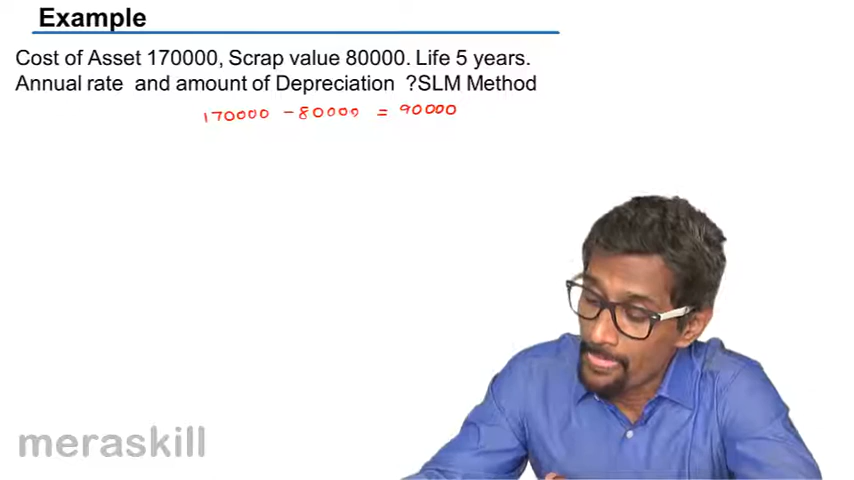 Example
Cost of Asset 170000, Scrap value 80000. Life 5 years.
Annual rate and amount of Depreciation ?SLM Method
170000 - 80000 = 90000
meraskill